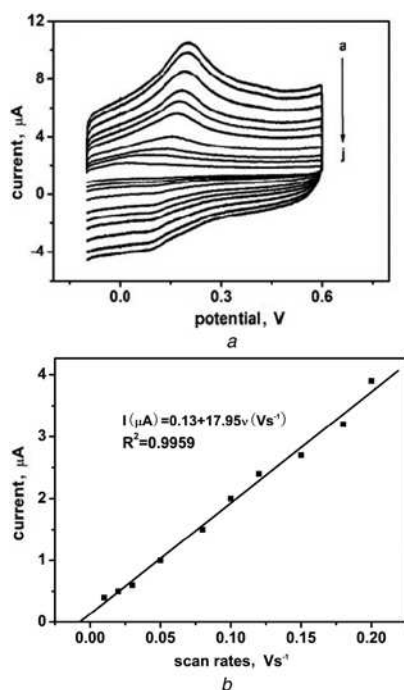 12
8
4
0
-4
current, μA
a
j
0.0 0.3 0.6
potential, V
a
4
3
2
1
0
current, μA
I(μA)=0.13+17.95ν(Vs⁻¹)
R²=0.9959
0.00 0.05 0.10 0.15 0.20
scan rates, Vs⁻¹
b